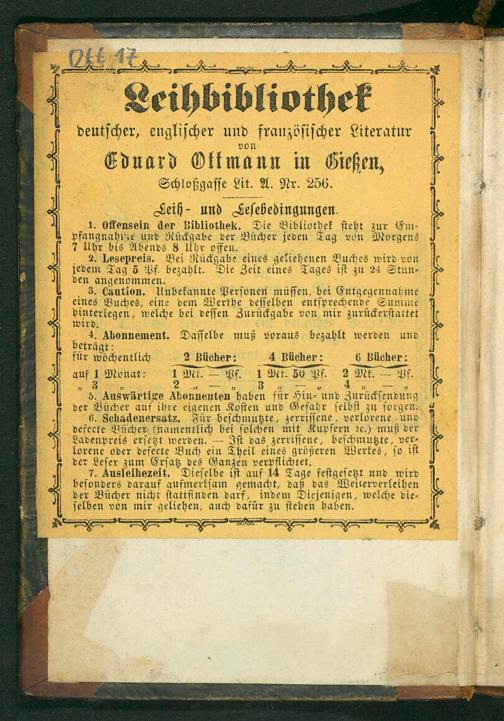 Ott 17
Leihbibliothek
deutscher, englischer und französischer Literatur
von
Eduard Ottmann in Gießen,
Schloßgasse Lit. A. Nr. 256.
Leih- und Lesebedingungen.
1. Offensein der Bibliothek. Die Bibliothek steht zur Em-
pfangnahme und Rückgabe der Bücher jeden Tag von Morgens
7 Uhr bis Abends 8 Uhr offen.
2. Lesepreis. Bei Rückgabe eines geliehenen Buches wird von
jedem Tag 5 Pf. bezahlt. Die Zeit eines Tages ist zu 24 Stun-
den angenommen.
3. Caution. Unbekannte Personen müssen, bei Entgegennahme
eines Buches, eine dem Werthe desselben entsprechende Summe
hinterlegen, welche bei dessen Zurückgabe von mir zurückerstattet
wird.
4. Abonnement. Dasselbe muß voraus bezahlt werden und
beträgt:
für wöchentlich 2 Bücher: 4 Bücher: 6 Bücher:
auf 1 Monat: 1 Mk. — Pf. 1 Mk. 50 Pf. 2 Mk. — Pf.
„ 3 „ 2 „ — „ 3 „ — „ 4 „ — „
5. Auswärtige Abonnenten haben für Hin- und Zurücksendung
der Bücher auf ihre eigenen Kosten und Gefahr selbst zu sorgen.
6. Schadenersatz. Für beschmutzte, zerrissene, verlorene und
defecte Bücher (namentlich bei solchen mit Kupfern ꝛc.) muß der
Ladenpreis ersetzt werden. — Ist das zerrissene, beschmutzte, ver-
lorene oder defecte Buch ein Theil eines größeren Werkes, so ist
der Leser zum Ersatz des Ganzen verpflichtet.
7. Ausleihezeit. Dieselbe ist auf 14 Tage festgesetzt und wird
besonders darauf aufmerksam gemacht, daß das Weiterverleihen
der Bücher nicht stattfinden darf, indem Diejenigen, welche die-
selben von mir geliehen, auch dafür zu stehen haben.